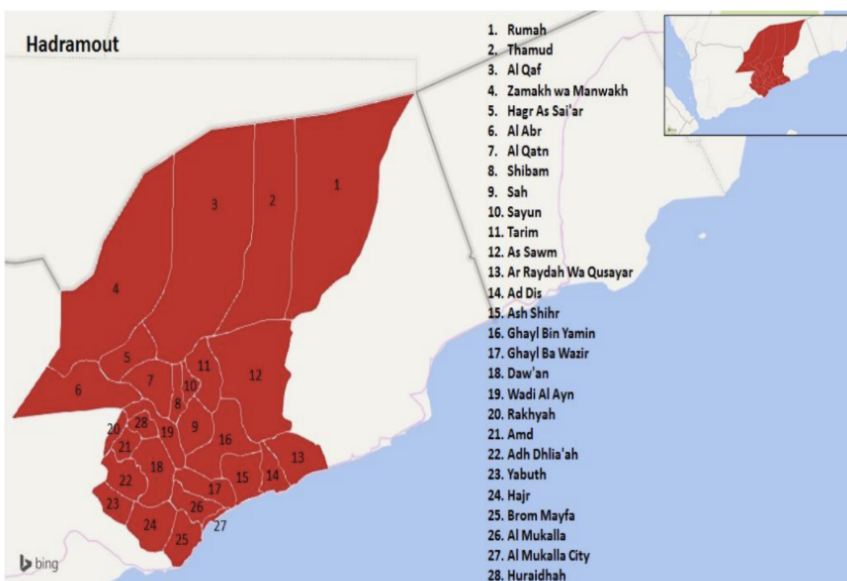 Hadramout
1. Rumah
2. Thamud
3. Al Qaf
4. Zamakh wa Manwakh
5. Hagr As Sai'ar
6. Al Abr
7. Al Qatn
8. Shibam
9. Sah
10. Sayun
11. Tarim
12. As Sawm
13. Ar Raydah Wa Qusayar
14. Ad Dis
15. Ash Shihr
16. Ghayl Bin Yamin
17. Ghayl Ba Wazir
18. Daw'an
19. Wadi Al Ayn
20. Rakhyah
21. Amd
22. Adh Dhlia'ah
23. Yabuth
24. Hajr
25. Brom Mayfa
26. Al Mukalla
27. Al Mukalla City
28. Huraidhah
1
2
3
4
5
11
6
7
10
12
8
20
28
19
9
16
21
18
13
22
15
14
17
23
26
24
27
25
bing